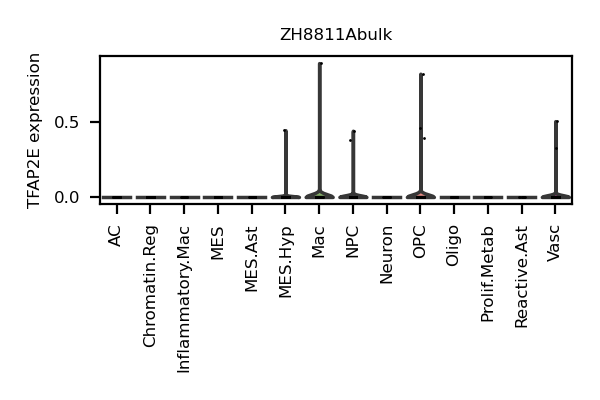 ZH8811Abulk
TFAP2E expression
0.5
0.0
AC
Chromatin.Reg
Inflammatory.Mac
MES
MES.Ast
MES.Hyp
Mac
NPC
Neuron
OPC
Oligo
Prolif.Metab
Reactive.Ast
Vasc